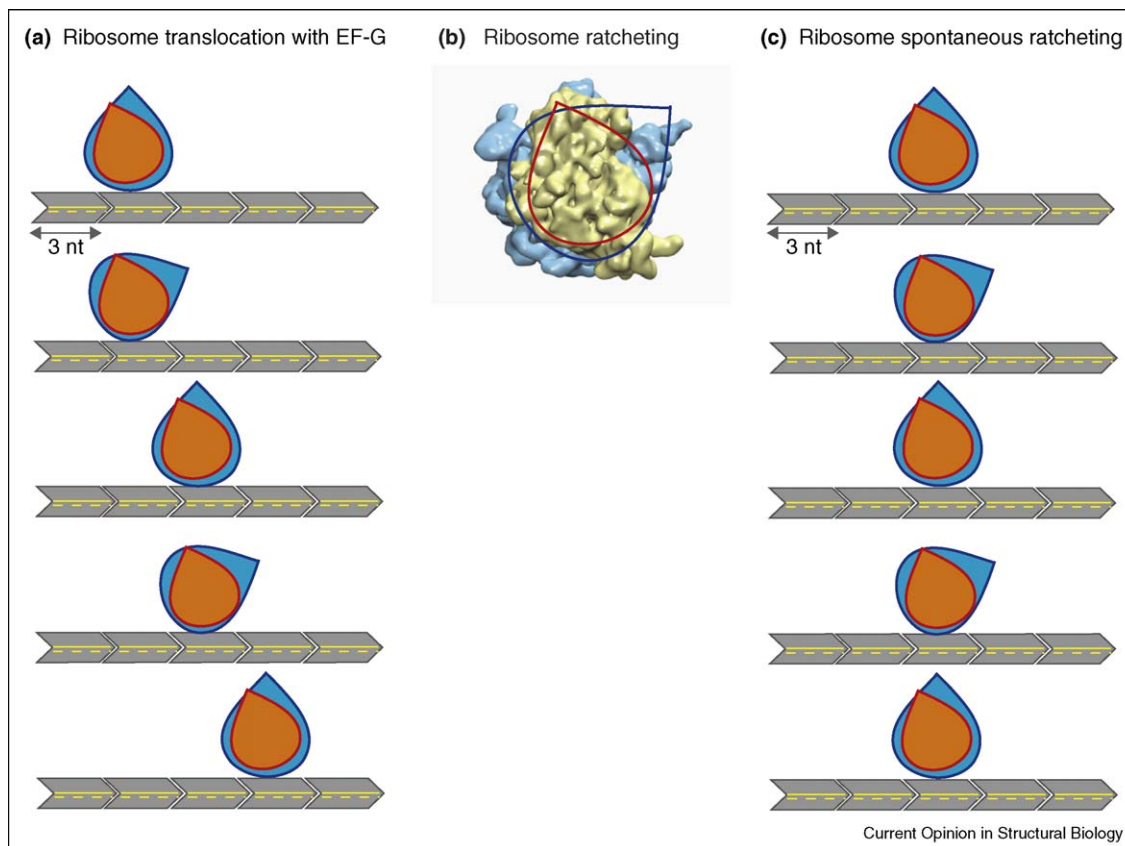 (a) Ribosome translocation with EF-G
(b) Ribosome ratcheting
(c) Ribosome spontaneous ratcheting
3 nt
3 nt
Current Opinion in Structural Biology